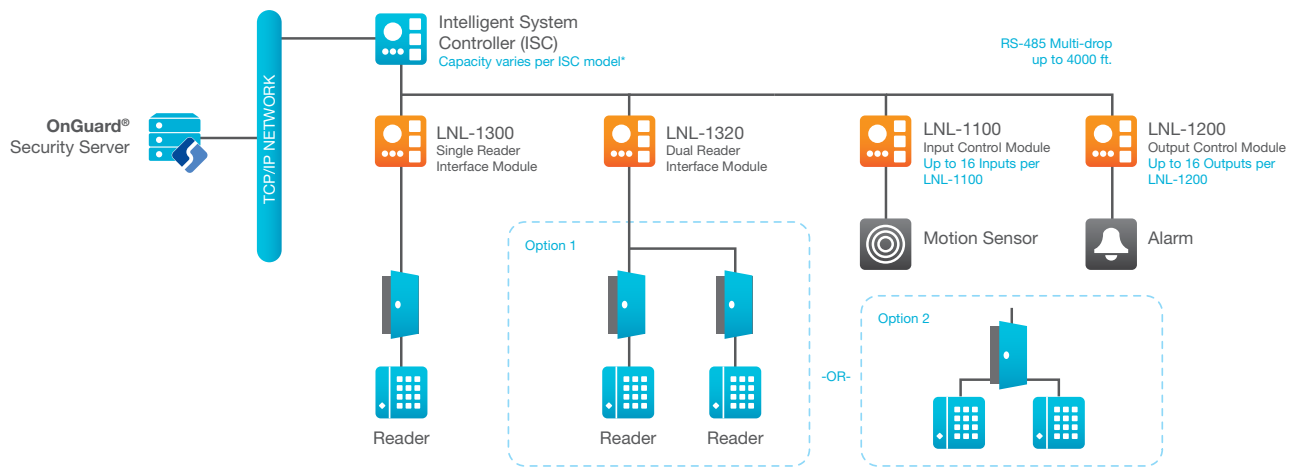 Intelligent System
Controller (ISC)
Capacity varies per ISC model*
RS-485 Multi-drop
up to 4000 ft.
OnGuard®
Security Server
TCP/IP NETWORK
LNL-1300
Single Reader
Interface Module
LNL-1320
Dual Reader
Interface Module
LNL-1100
Input Control Module
Up to 16 Inputs per
LNL-1100
LNL-1200
Output Control Module
Up to 16 Outputs per
LNL-1200
Motion Sensor
Alarm
Option 1
Option 2
-OR-
Reader
Reader
Reader